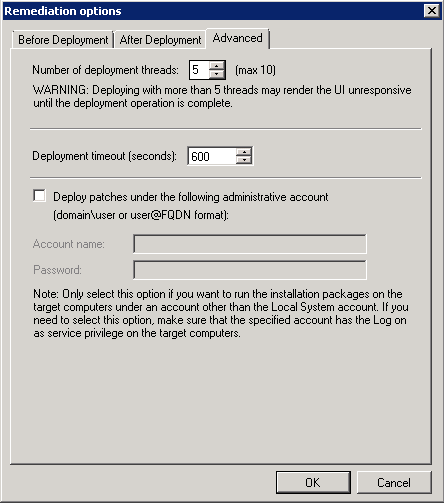 Remediation options
Before Deployment
After Deployment
Advanced
Number of deployment threads: 5 (max 10)
WARNING: Deploying with more than 5 threads may render the UI unresponsive
until the deployment operation is complete.
Deployment timeout (seconds): 600
Deploy patches under the following administrative account
(domain\user or user@FQDN format):
Account name:
Password:
Note: Only select this option if you want to run the installation packages on the
target computers under an account other than the Local System account. If you
need to select this option, make sure that the specified account has the Log on
as service privilege on the target computers.
OK
Cancel